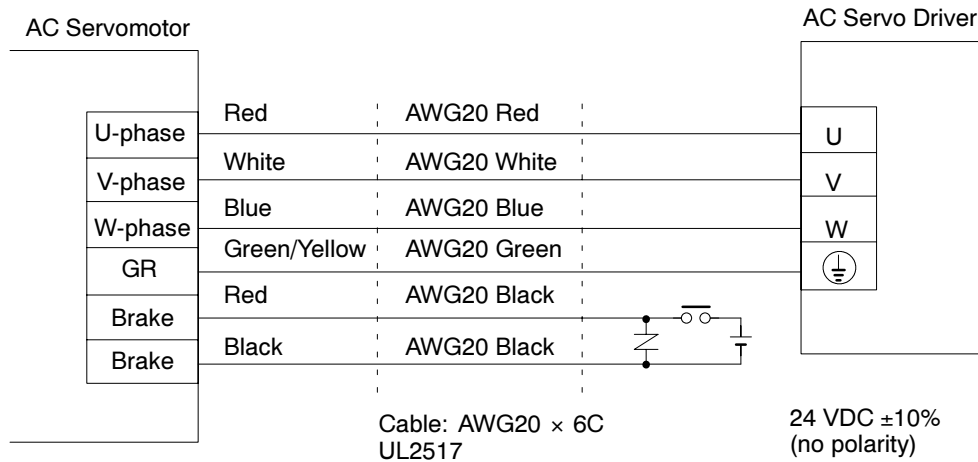 AC Servomotor
AC Servo Driver
U-phase Red AWG20 Red U
V-phase White AWG20 White V
W-phase Blue AWG20 Blue W
GR Green/Yellow AWG20 Green
Brake Red AWG20 Black
Brake Black AWG20 Black
Cable: AWG20 × 6C
UL2517
24 VDC ±10%
(no polarity)